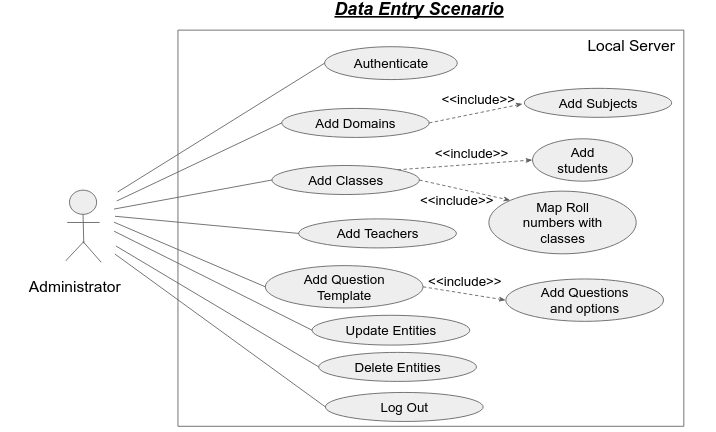 Data Entry Scenario
Local Server
Authenticate
<<include>>
Add Subjects
Add Domains
<<include>>
Add
students
Add Classes
<<include>>
Map Roll
numbers with
classes
Add Teachers
Administrator
Add Question
Template
<<include>>
Add Questions
and options
Update Entities
Delete Entities
Log Out